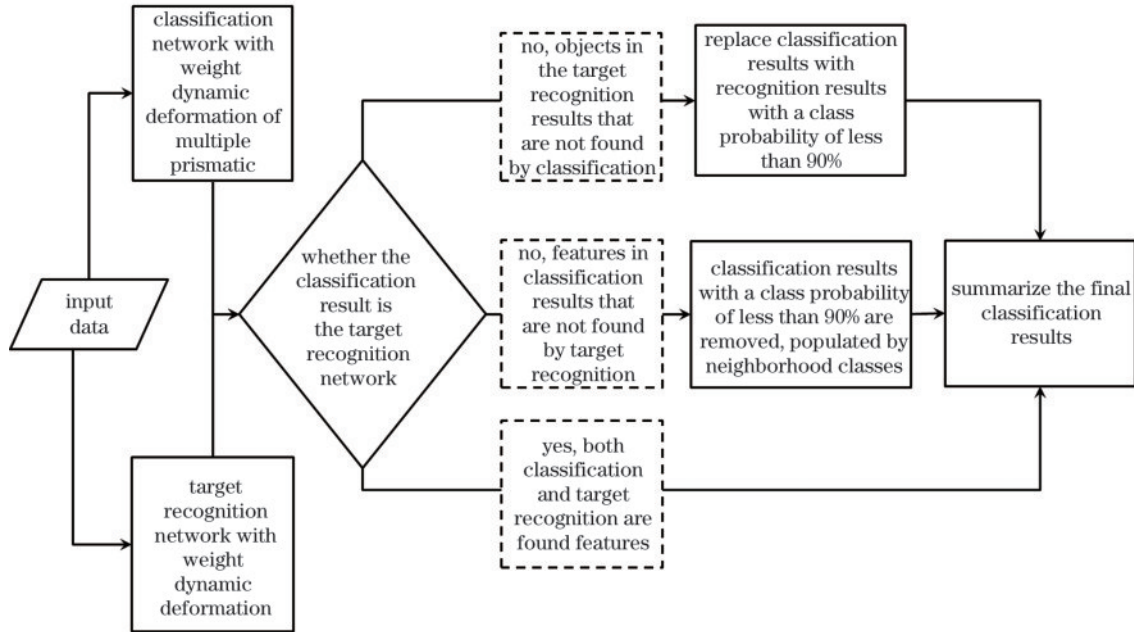 classification
network with
weight
dynamic
deformation of
multiple
prismatic
input
data
target
recognition
network with
weight
dynamic
deformation
whether the
classification
result is
the target
recognition
network
no, objects in
the target
recognition
results that
are not found
by classification
replace classification
results with
recognition results
with a class
probability of less
than 90%
no, features in
classification
results that
are not found
by target
recognition
classification results
with a class probability
of less than 90% are
removed, populated by
neighborhood classes
yes, both
classification
and target
recognition are
found features
summarize the final
classification
results